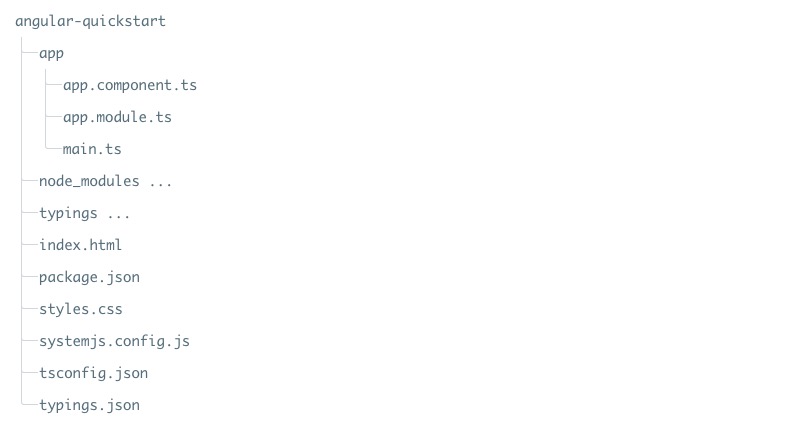 angular-quickstart
app
app.component.ts
app.module.ts
main.ts
node_modules ...
typings ...
index.html
package.json
styles.css
systemjs.config.js
tsconfig.json
typings.json